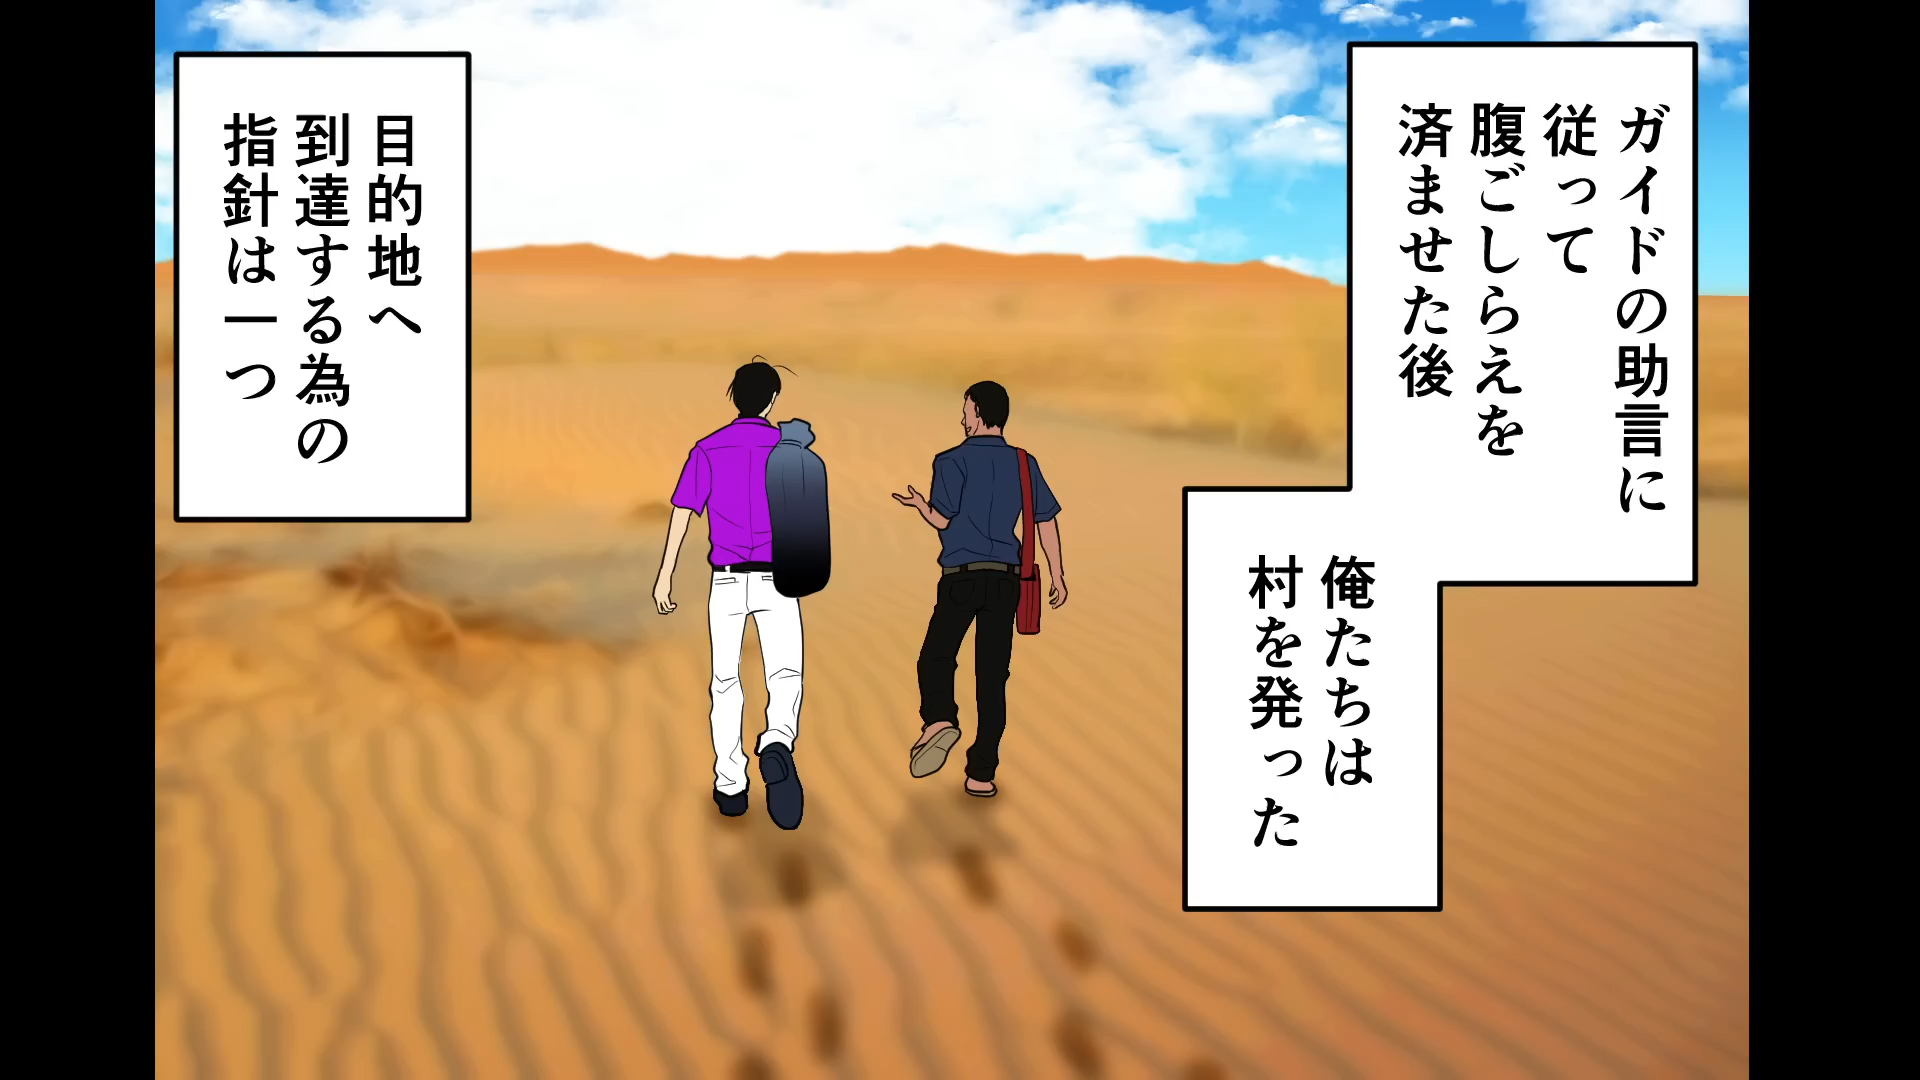 ガイドの助言に
従って
腹ごしらえを
済ませた後
俺たちは
村を発った
目的地へ
到達する為の
指針は一つ